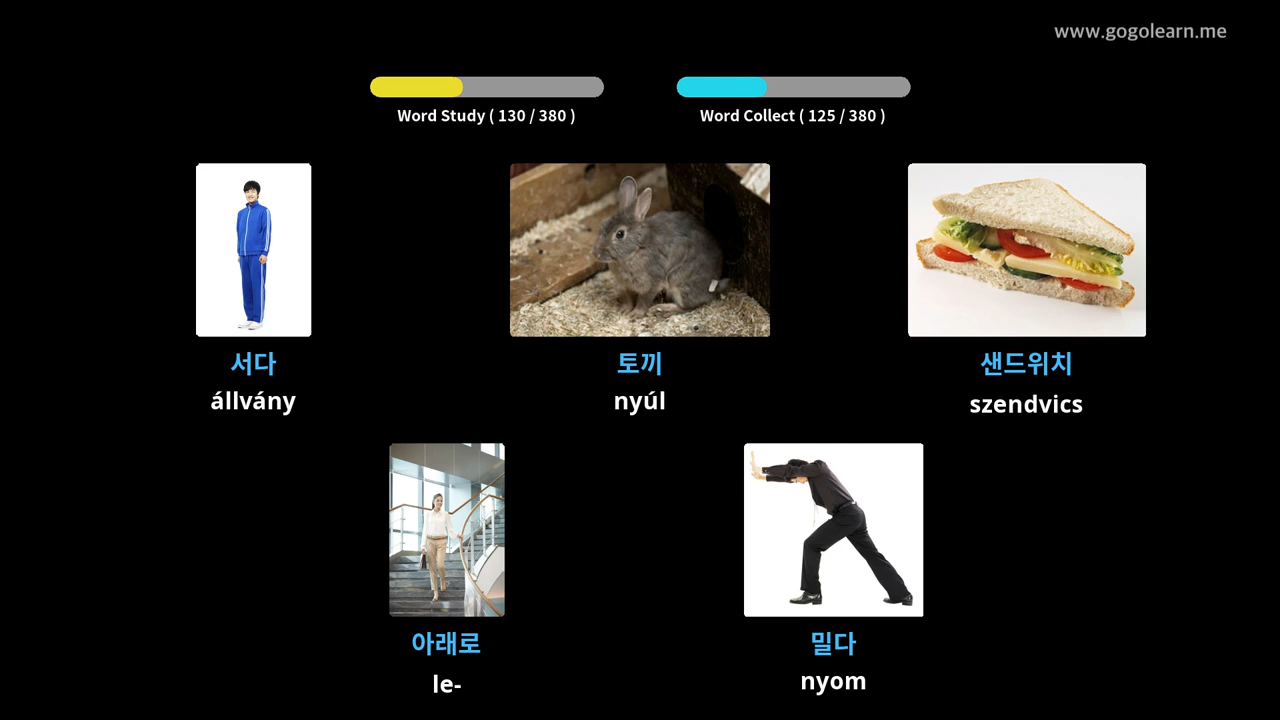 www.gogolearn.me
Word Study ( 130 / 380 )
Word Collect ( 125 / 380 )
서다
állvány
토끼
nyúl
샌드위치
szendvics
아래로
le-
밀다
nyom